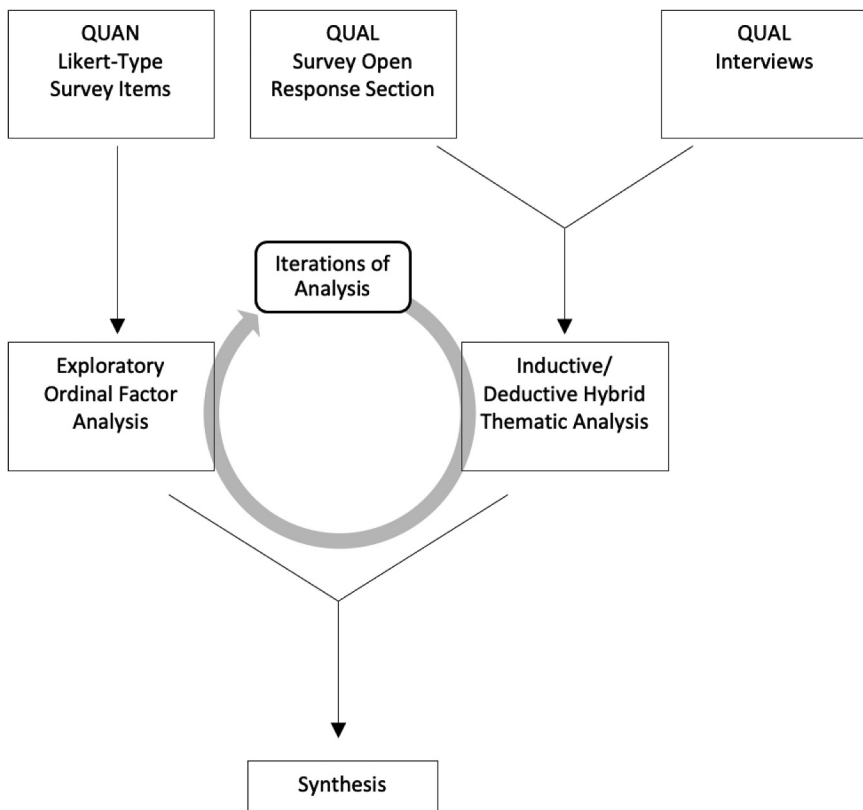 QUAN
Likert-Type
Survey Items
QUAL
Survey Open
Response Section
QUAL
Interviews
Iterations of
Analysis
Exploratory
Ordinal Factor
Analysis
Inductive/
Deductive Hybrid
Thematic Analysis
Synthesis